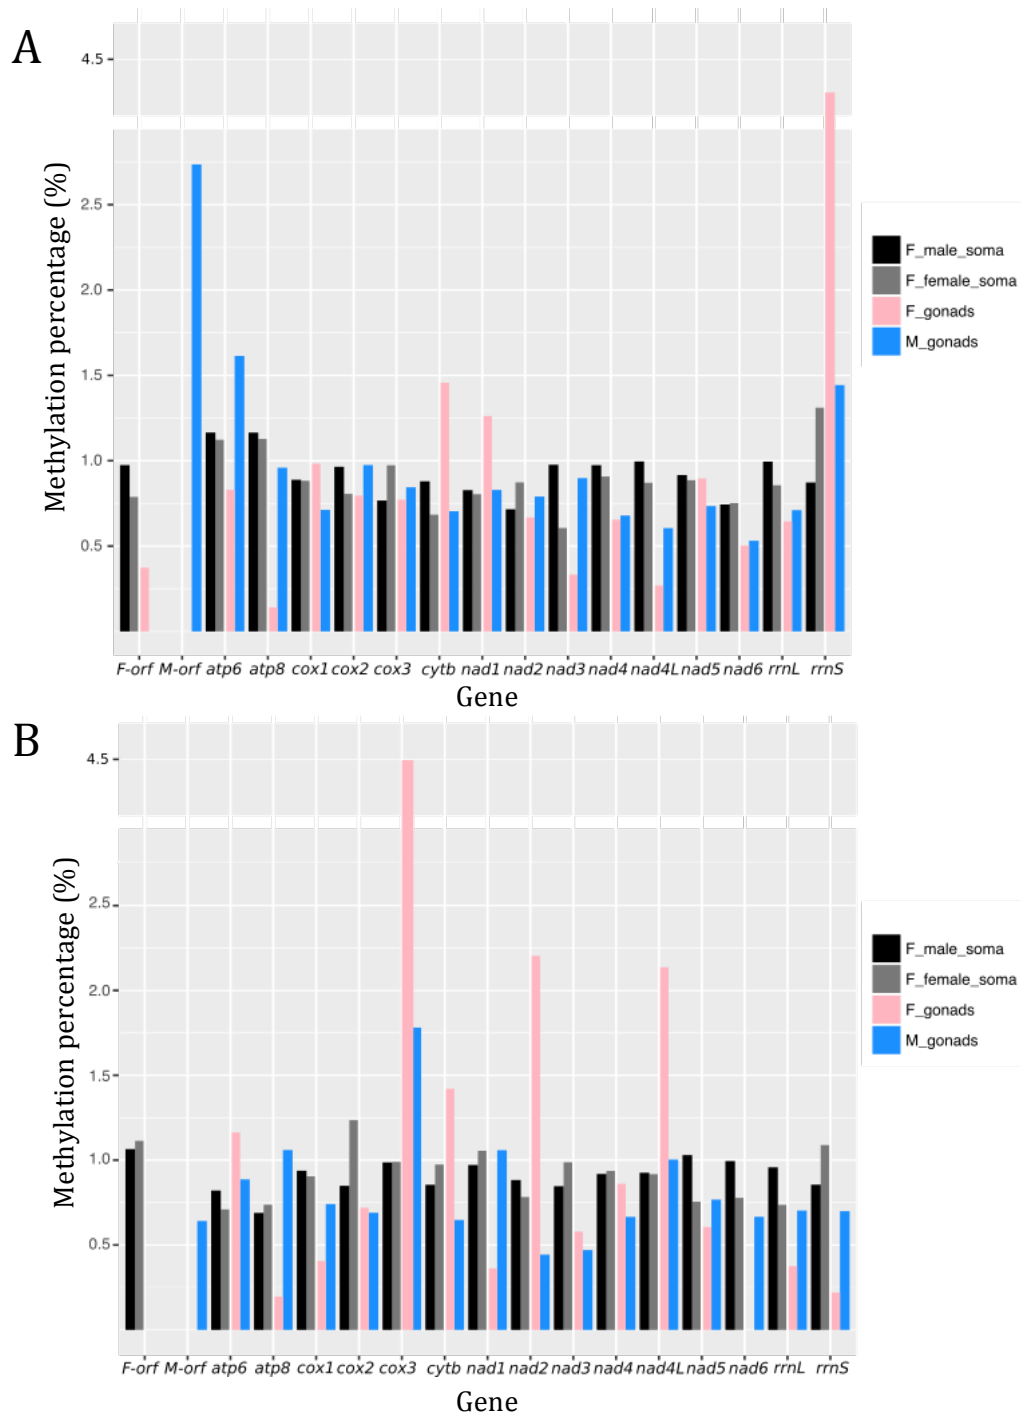 A
4.5
2.5
2.0
1.5
1.0
0.5
Methylation percentage (%)
F_male_soma
F_female_soma
F_gonads
M_gonads
F-orf M-orf atp6 atp8 cox1 cox2 cox3 cytb nad1 nad2 nad3 nad4 nad4L nad5 nad6 rrnL rrnS
Gene
B
4.5
2.5
2.0
1.5
1.0
0.5
Methylation percentage (%)
F_male_soma
F_female_soma
F_gonads
M_gonads
F-orf M-orf atp6 atp8 cox1 cox2 cox3 cytb nad1 nad2 nad3 nad4 nad4L nad5 nad6 rrnL rrnS
Gene